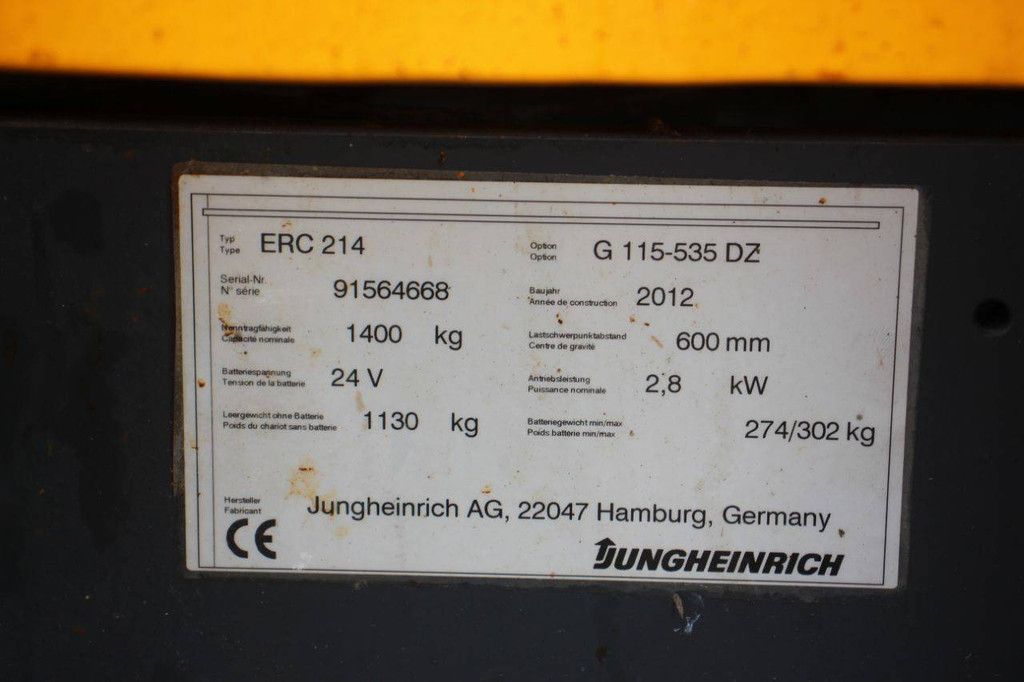 Typ ERC 214 Option G 115-535 DZ
Type Option
Serial-Nr. 91564668 Baujahr 2012
N° série Année de construction
Nenntragfähigkeit 1400 kg Lastschwerpunktabstand 600 mm
Capacité nominale Centre de gravité
Batteriespannung 24 V Antriebsleistung 2,8 kW
Tension de la batterie Puissance nominale
Leergewicht ohne Batterie 1130 kg Batteriegewicht min/max 274/302 kg
Poids du chariot sans batterie Poids batterie min/max
Hersteller Jungheinrich AG, 22047 Hamburg, Germany
Fabricant
CE JUNGHEINRICH